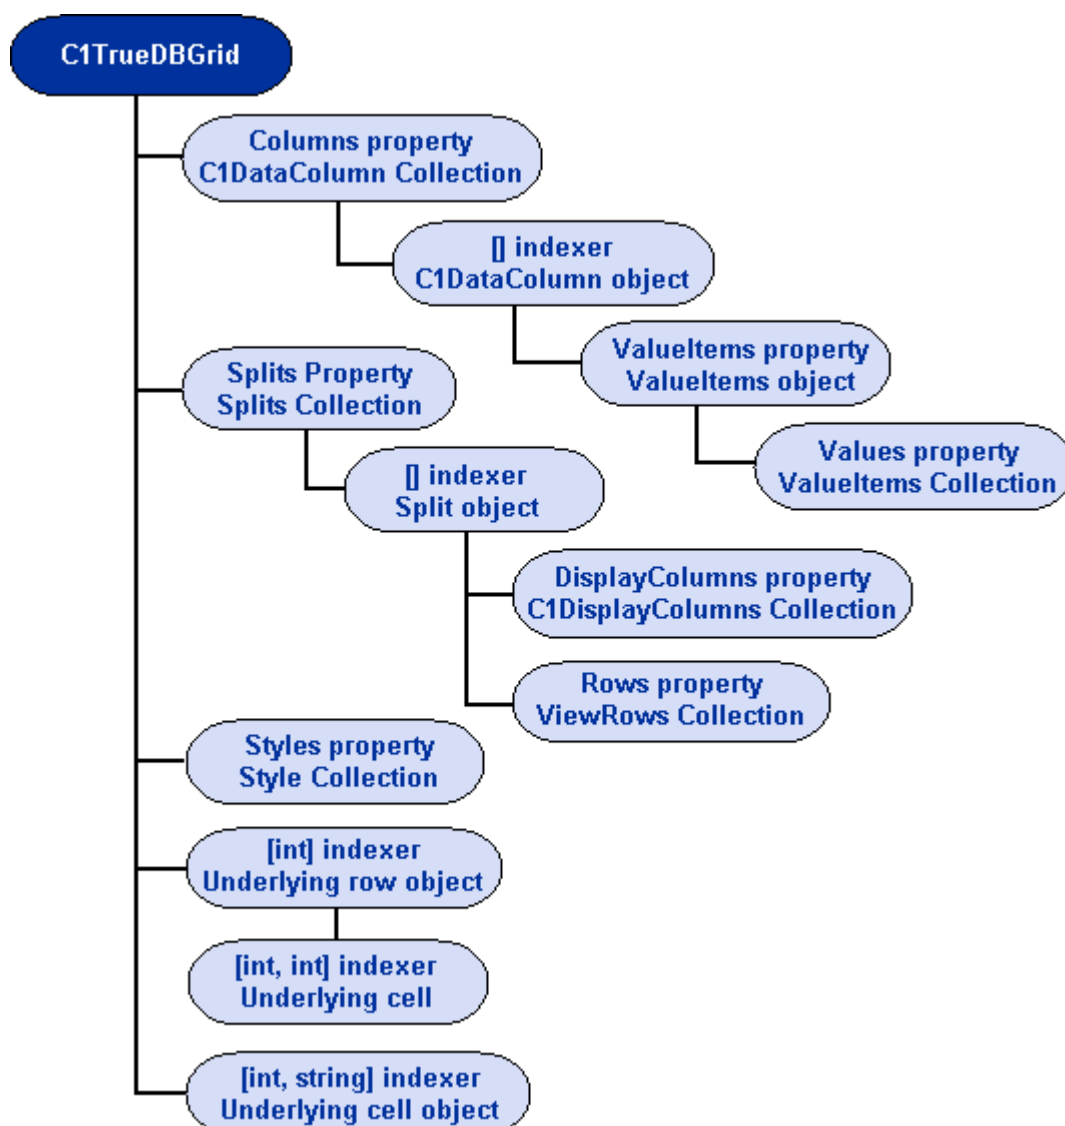 C1TrueDBGrid
Columns property
C1DataColumn Collection
[] indexer
C1DataColumn object
ValueItems property
ValueItems object
Values property
ValueItems Collection
Splits Property
Splits Collection
[] indexer
Split object
DisplayColumns property
C1DisplayColumns Collection
Rows property
ViewRows Collection
Styles property
Style Collection
[int] indexer
Underlying row object
[int, int] indexer
Underlying cell
[int, string] indexer
Underlying cell object